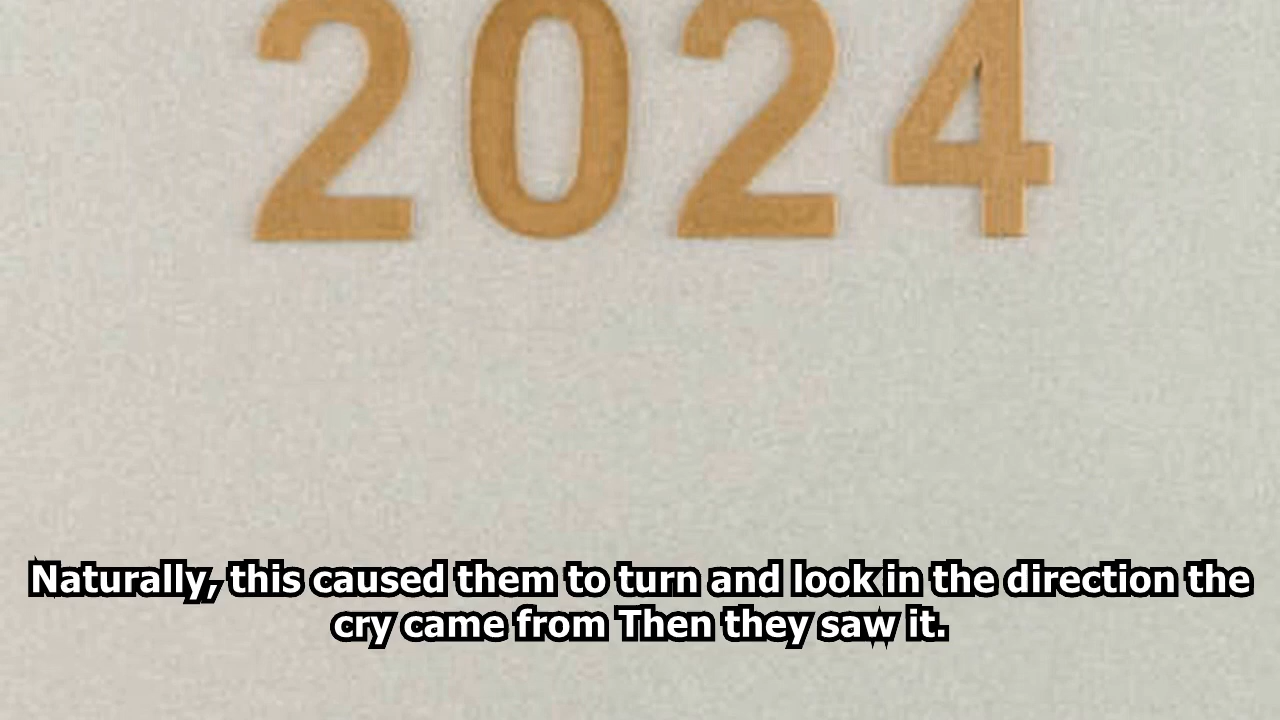 2024
Naturally, this caused them to turn and look in the direction the
cry came from Then they saw it.